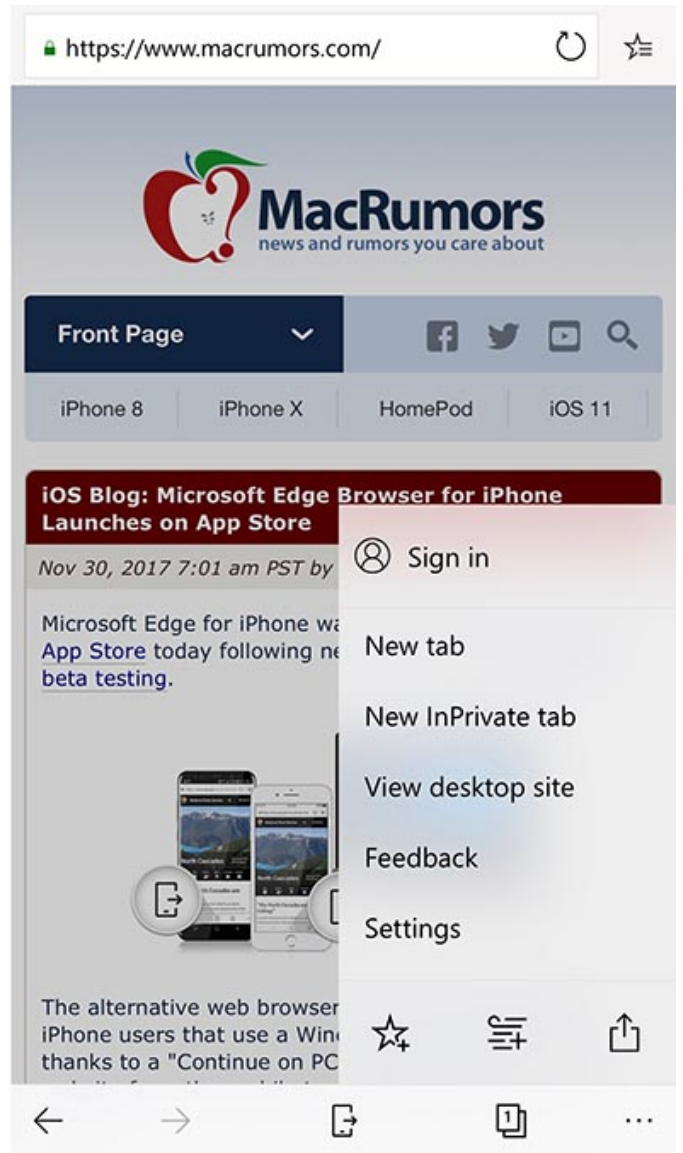 https://www.macrumors.com/
MacRumors
news and rumors you care about
Front Page
iPhone 8
iPhone X
HomePod
iOS 11
iOS Blog: Microsoft Edge Browser for iPhone
Launches on App Store
Nov 30, 2017 7:01 am PST by
Microsoft Edge for iPhone
App Store today following
beta testing.
The alternative web browser
iPhone users that use a
thanks to a "Continue on PC
Sign in
New tab
New InPrivate tab
View desktop site
Feedback
Settings
1